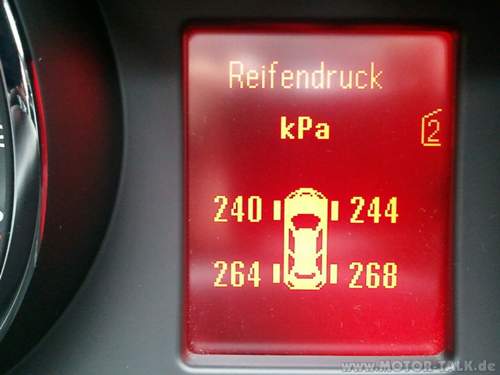 Reifendruck
kPa
2
240 244
264 268
www.MOTOR-TALK.de